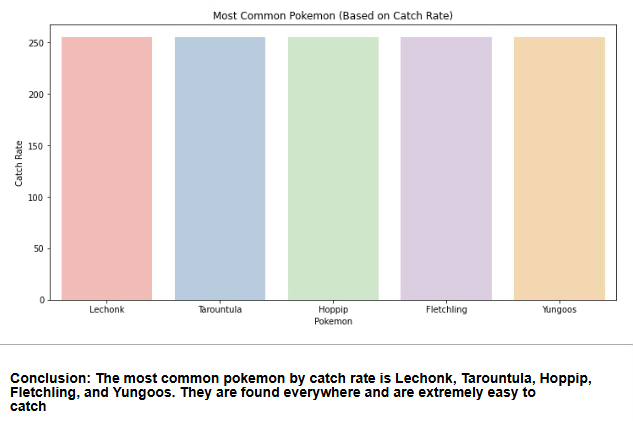 Most Common Pokemon (Based on Catch Rate)
250
200
150
100
50
0
Catch Rate
Lechonk Tarountula Hoppip Fletchling Yungoos
Pokemon
Conclusion: The most common pokemon by catch rate is Lechonk, Tarountula, Hoppip,
Fletchling, and Yungoos. They are found everywhere and are extremely easy to
catch